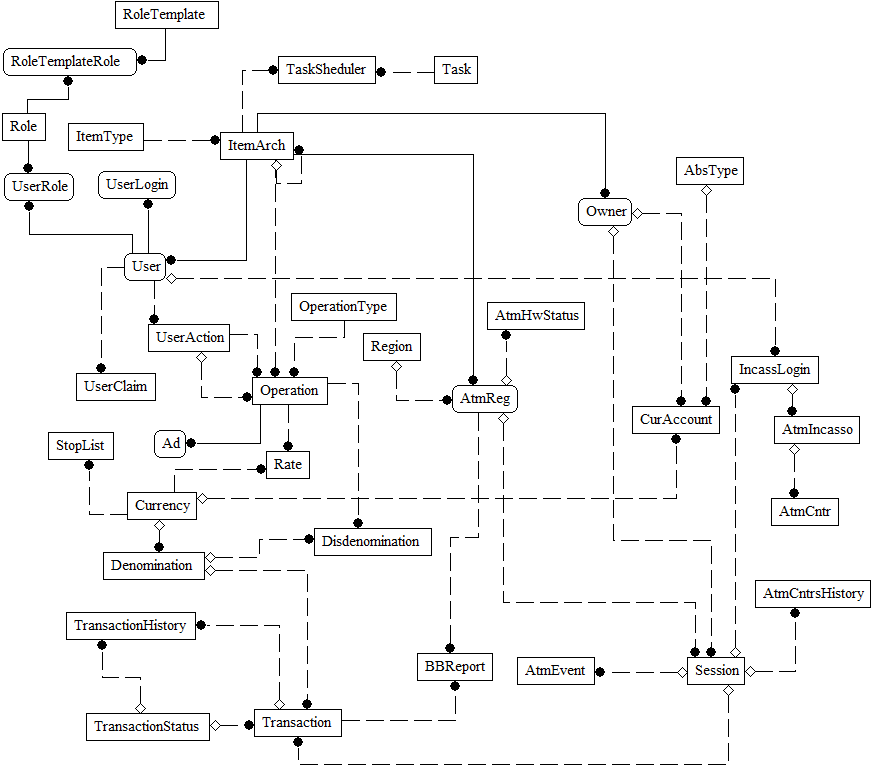 RoleTemplate
RoleTemplateRole
TaskSheduler
Task
Role
ItemType
ItemArch
AbsType
UserRole
UserLogin
Owner
User
OperationType
AtmHwStatus
UserAction
Region
IncassLogin
UserClaim
Operation
AtmReg
CurAccount
AtmIncasso
StopList
Ad
Rate
Currency
AtmCntr
Disdenomination
Denomination
AtmCntrsHistory
TransactionHistory
BBReport
AtmEvent
Session
TransactionStatus
Transaction